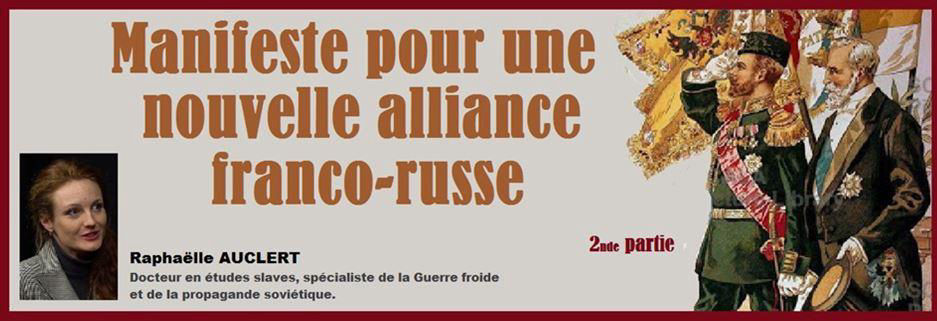 Manifeste pour une
nouvelle alliance
franco-russe
2nde partie
Raphaëlle AUCLERT
Docteur en études slaves, spécialiste de la Guerre froide
et de la propagande soviétique.